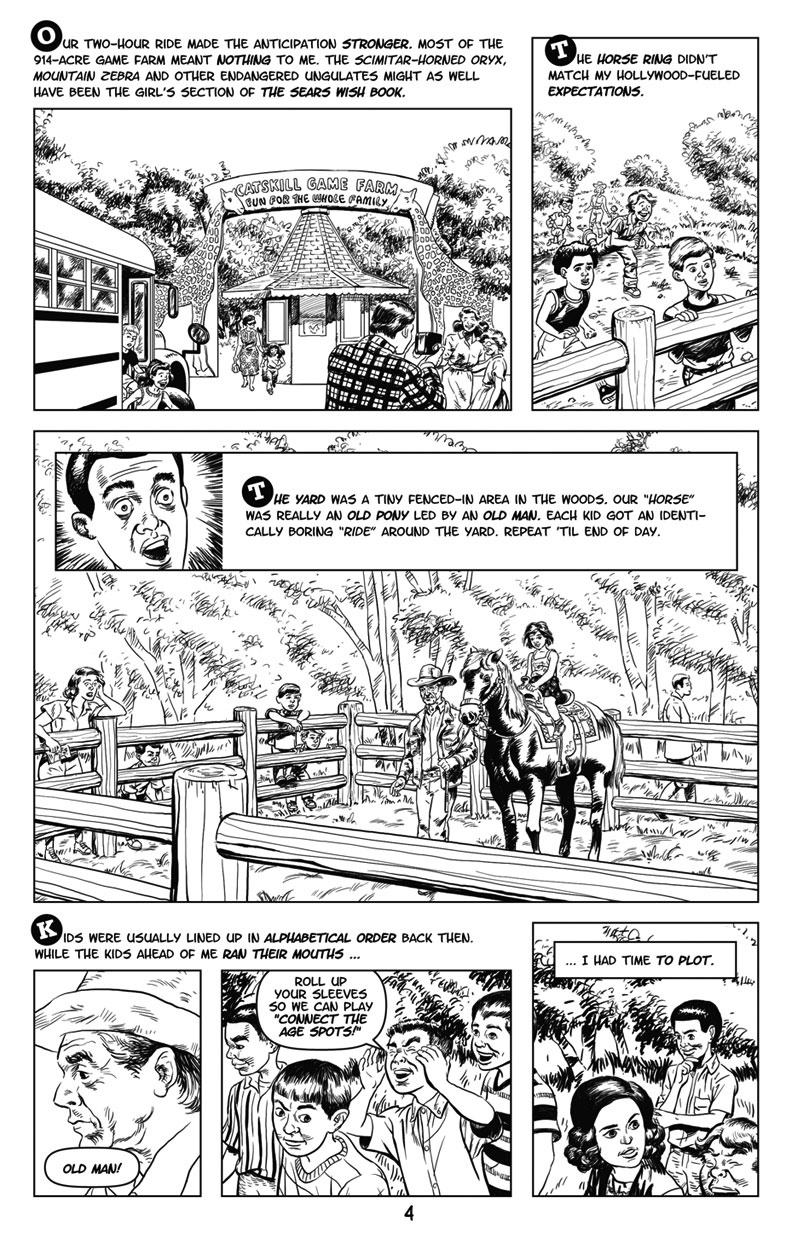 OUR TWO-HOUR RIDE MADE THE ANTICIPATION STRONGER. MOST OF THE
914-ACRE GAME FARM MEANT NOTHING TO ME. THE SCIMITAR-HORNED ORYX,
MOUNTAIN ZEBRA AND OTHER ENDANGERED UNGULATES MIGHT AS WELL
HAVE BEEN THE GIRL'S SECTION OF THE SEARS WISH BOOK.
CATSKILL GAME FARM
FUN FOR THE WHOLE FAMILY
THE HORSE RING DIDN'T
MATCH MY HOLLYWOOD-FUELED
EXPECTATIONS.
THE YARD WAS A TINY FENCED-IN AREA IN THE WOODS. OUR "HORSE"
WAS REALLY AN OLD PONY LED BY AN OLD MAN. EACH KID GOT AN IDENTI-
CALLY BORING "RIDE" AROUND THE YARD. REPEAT 'TIL END OF DAY.
KIDS WERE USUALLY LINED UP IN ALPHABETICAL ORDER BACK THEN.
WHILE THE KIDS AHEAD OF ME RAN THEIR MOUTHS ...
OLD MAN!
ROLL UP
YOUR SLEEVES
SO WE CAN PLAY
"CONNECT THE
AGE SPOTS!"
... I HAD TIME TO PLOT.
4